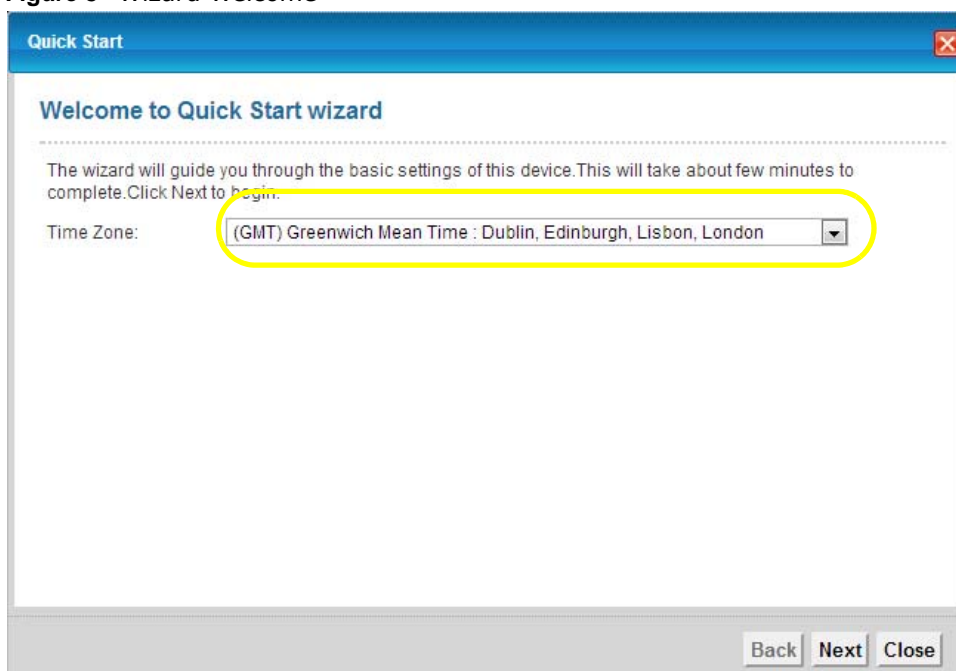 Quick Start
Welcome to Quick Start wizard
The wizard will guide you through the basic settings of this device.This will take about few minutes to
complete.Click Next to begin.
Time Zone:
(GMT) Greenwich Mean Time : Dublin, Edinburgh, Lisbon, London
Back
Next
Close